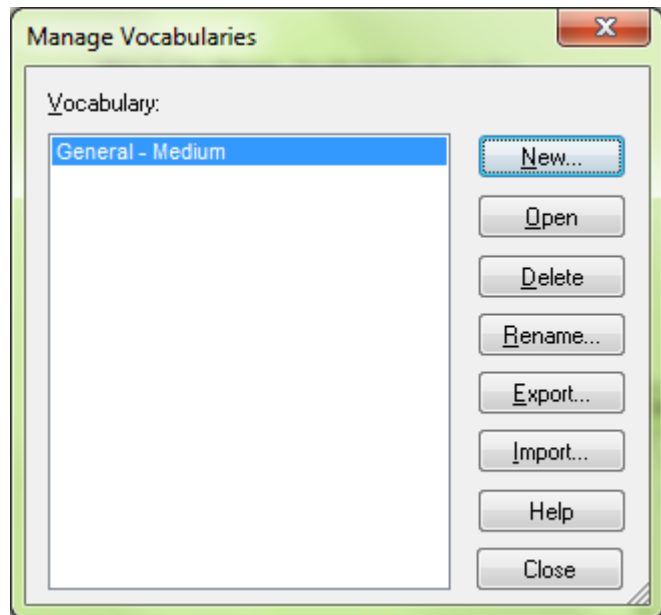 Manage Vocabularies
Vocabulary:
General - Medium
New...
Open
Delete
Rename...
Export...
Import...
Help
Close